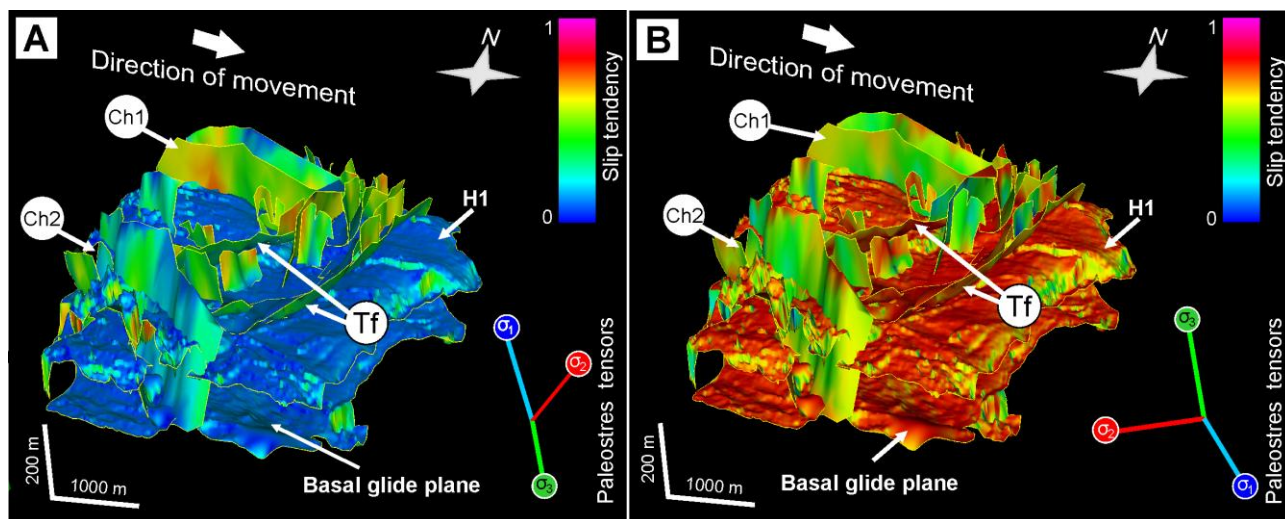 A
Direction of movement
N
1
Slip tendency
0
Ch1
Ch2
H1
Tf
σ1
σ2
σ3
Paleostres tensors
200 m
1000 m
Basal glide plane
B
Direction of movement
N
1
Slip tendency
0
Ch1
Ch2
H1
Tf
σ3
σ2
σ1
Paleostres tensors
200 m
1000 m
Basal glide plane